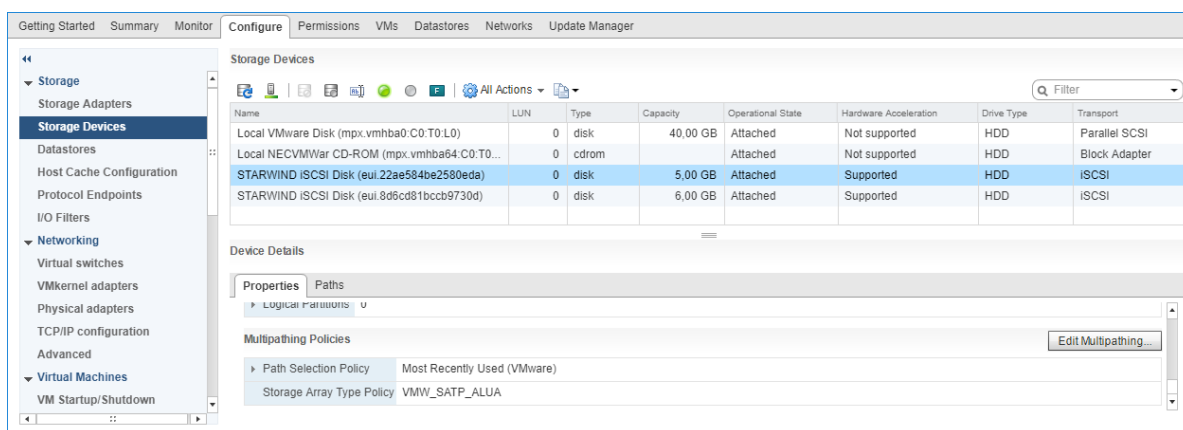 Getting Started Summary Monitor Configure Permissions VMs Datastores Networks Update Manager
Storage
Storage Adapters
Storage Devices
Datastores
Host Cache Configuration
Protocol Endpoints
I/O Filters
Networking
Virtual switches
VMkernel adapters
Physical adapters
TCP/IP configuration
Advanced
Virtual Machines
VM Startup/Shutdown
Storage Devices
All Actions Filter
Name LUN Type Capacity Operational State Hardware Acceleration Drive Type Transport
Local VMware Disk (mpx.vmhba0:C0:T0:L0) 0 disk 40,00 GB Attached Not supported HDD Parallel SCSI
Local NECVMWar CD-ROM (mpx.vmhba64:C0:T0... 0 cdrom Attached Not supported HDD Block Adapter
STARWIND iSCSI Disk (eui.22ae584be2580eda) 0 disk 5,00 GB Attached Supported HDD iSCSI
STARWIND iSCSI Disk (eui.8d6cd81bccb9730d) 0 disk 6,00 GB Attached Supported HDD iSCSI
Device Details
Properties Paths
Logical Partitions 0
Multipathing Policies Edit Multipathing...
Path Selection Policy Most Recently Used (VMware)
Storage Array Type Policy VMW_SATP_ALUA